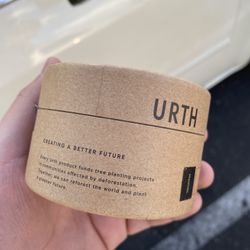 URTH
CREATING A BETTER FUTURE
Every urth product funds tree planting projects
in communities affected by deforestation.
Together, we can reforest the world and plant
a better future.